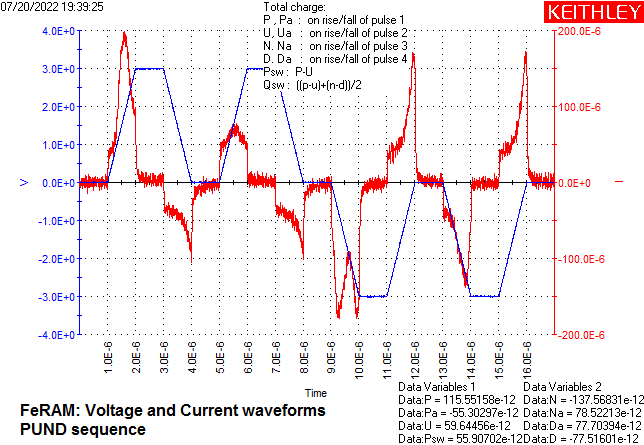 07/20/2022 19:39:25
Total charge:
P , Pa : on rise/fall of pulse 1
U, Ua : on rise/fall of pulse 2
N. Na : on rise/fall of pulse 3
D. Da : on rise/fall of pulse 4
Psw : P-U
Qsw : ((p-u)+(n-d))/2
KEITHLEY
4.0E+0
3.0E+0
2.0E+0
1.0E+0
0.0E+0
-1.0E+0
-2.0E+0
-3.0E+0
-4.0E+0
V
200.0E-6
100.0E-6
0.0E+0
-100.0E-6
-200.0E-6
I
1.0E-6
2.0E-6
3.0E-6
4.0E-6
5.0E-6
6.0E-6
7.0E-6
8.0E-6
9.0E-6
10.0E-6
11.0E-6
12.0E-6
13.0E-6
14.0E-6
15.0E-6
16.0E-6
Time
FeRAM: Voltage and Current waveforms
PUND sequence
Data Variables 1
Data:P = 115.55158e-12
Data:Pa = -55.30297e-12
Data:U = 59.64456e-12
Data:Psw = 55.90702e-12
Data Variables 2
Data:N = -137.56831e-12
Data:Na = 78.52213e-12
Data:Da = 77.70394e-12
Data:D = -77.51601e-12